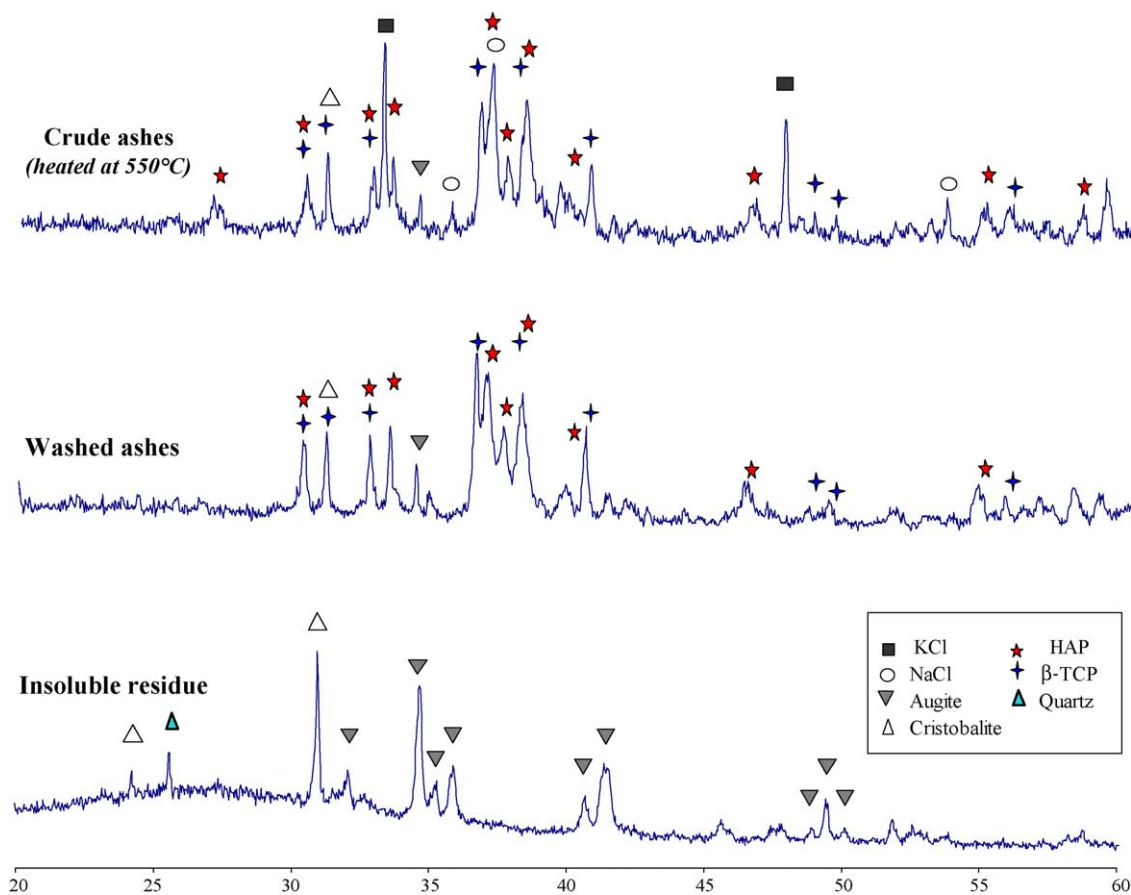 Crude ashes
(heated at 550°C)
Washed ashes
Insoluble residue
KCl
NaCl
Augite
Cristobalite
HAP
β-TCP
Quartz
20 25 30 35 40 45 50 55 60